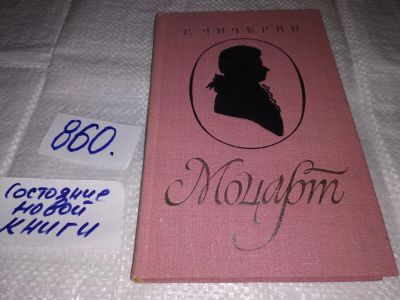 Г. ЧИЧЕРИН
Моцарт
860.
Состояние
новой
книги